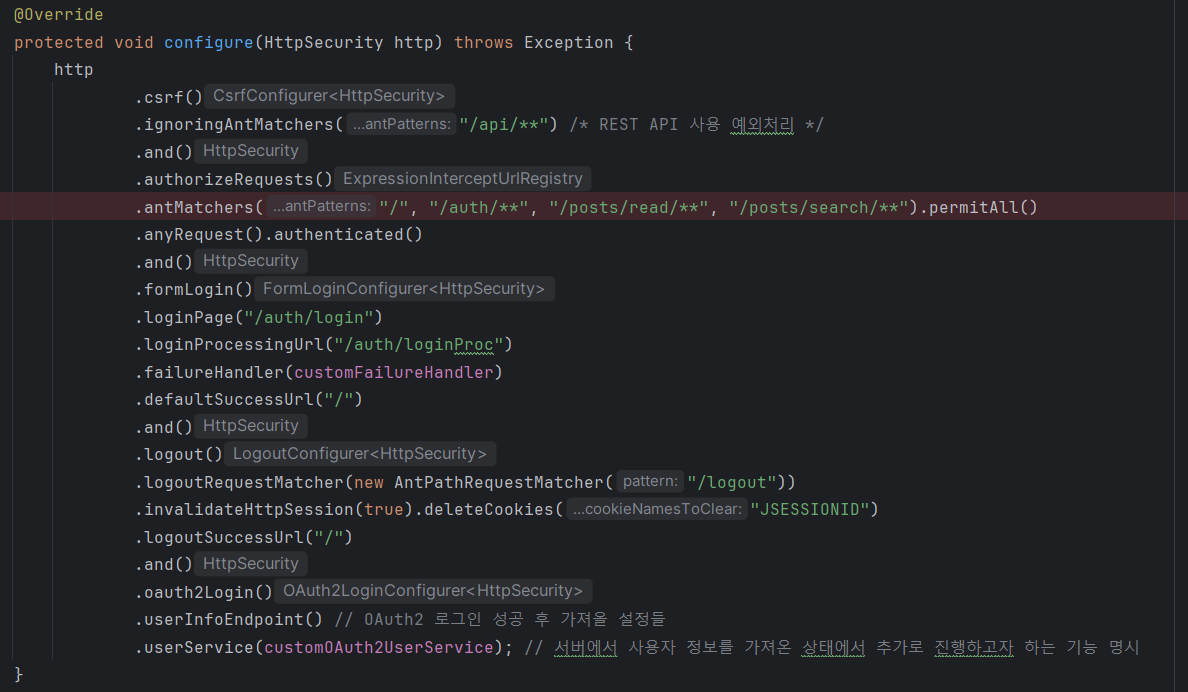 @Override
protected void configure(HttpSecurity http) throws Exception {
http
.csrf() CsrfConfigurer<HttpSecurity>
.ignoringAntMatchers( ...antPatterns: "/api/**") /* REST API 사용 예외처리 */
.and() HttpSecurity
.authorizeRequests() ExpressionInterceptUrlRegistry
.antMatchers( ...antPatterns: "/", "/auth/**", "/posts/read/**", "/posts/search/**").permitAll()
.anyRequest().authenticated()
.and() HttpSecurity
.formLogin() FormLoginConfigurer<HttpSecurity>
.loginPage("/auth/login")
.loginProcessingUrl("/auth/loginProc")
.failureHandler(customFailureHandler)
.defaultSuccessUrl("/")
.and() HttpSecurity
.logout() LogoutConfigurer<HttpSecurity>
.logoutRequestMatcher(new AntPathRequestMatcher( pattern: "/logout"))
.invalidateHttpSession(true).deleteCookies( ...cookieNamesToClear: "JSESSIONID")
.logoutSuccessUrl("/")
.and() HttpSecurity
.oauth2Login() OAuth2LoginConfigurer<HttpSecurity>
.userInfoEndpoint() // OAuth2 로그인 성공 후 가져올 설정들
.userService(customOAuth2UserService); // 서버에서 사용자 정보를 가져온 상태에서 추가로 진행하고자 하는 기능 명시
}